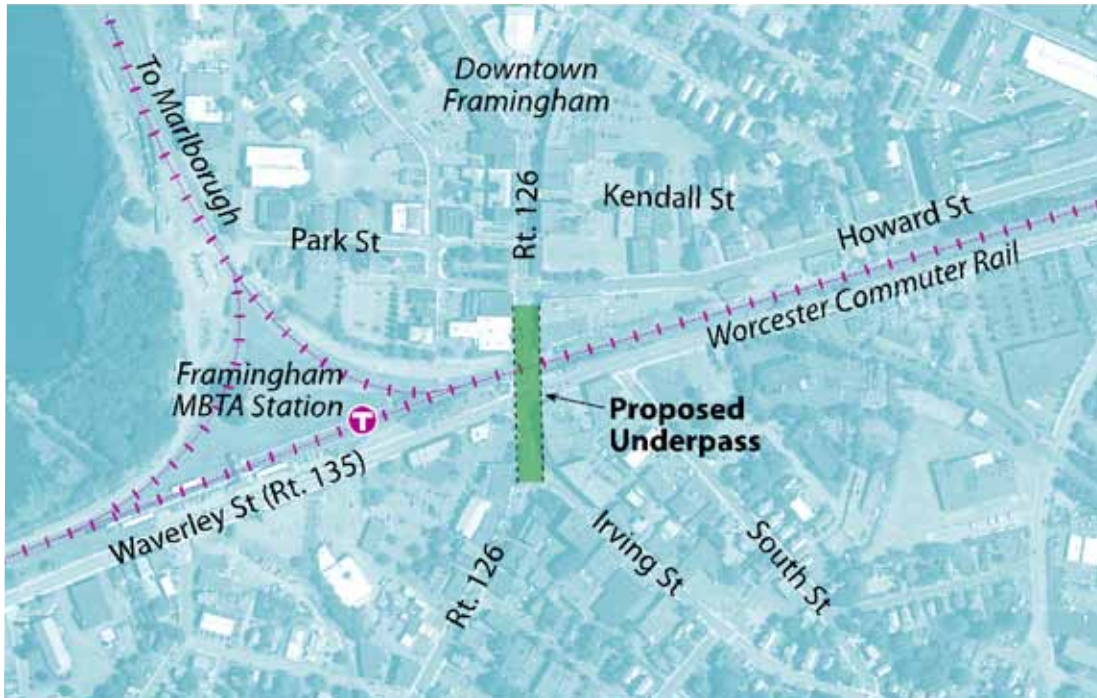 To Marlborough
Downtown
Framingham
Rt. 126
Kendall St
Howard St
Park St
Worcester Commuter Rail
Framingham
MBTA Station
T
Proposed
Underpass
Waverley St (Rt. 135)
Rt. 126
Irving St
South St